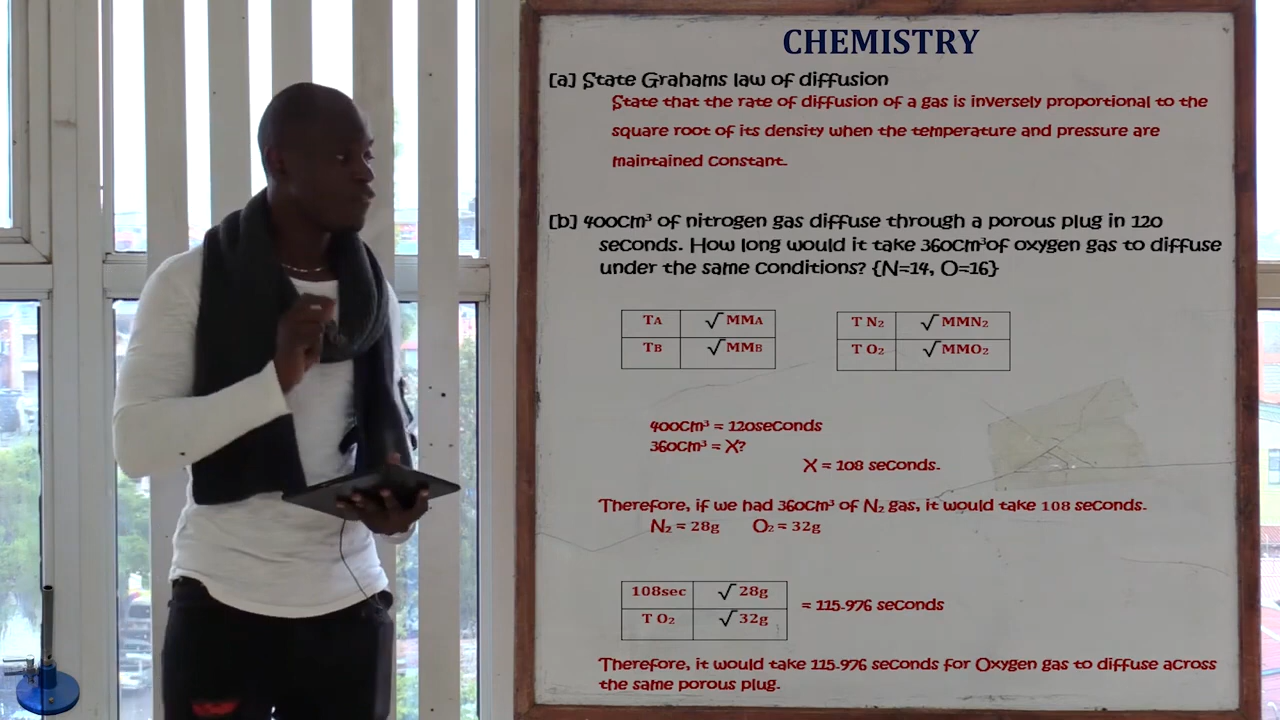 CHEMISTRY
[a] State Grahams law of diffusion
State that the rate of diffusion of a gas is inversely proportional to the
square root of its density when the temperature and pressure are
maintained constant.
[b] 400cm³ of nitrogen gas diffuse through a porous plug in 120
seconds. How long would it take 360cm³of oxygen gas to diffuse
under the same conditions? {N=14, O=16}
TA √MMA
TB √MMB
T N₂ √MMN₂
T O₂ √MMO₂
400cm³ = 120seconds
360cm³ = X?
X = 108 seconds.
Therefore, if we had 360cm³ of N₂ gas, it would take 108 seconds.
N₂ = 28g O₂ = 32g
108sec √28g
T O₂ √32g
= 115.976 seconds
Therefore, it would take 115.976 seconds for Oxygen gas to diffuse across
the same porous plug.